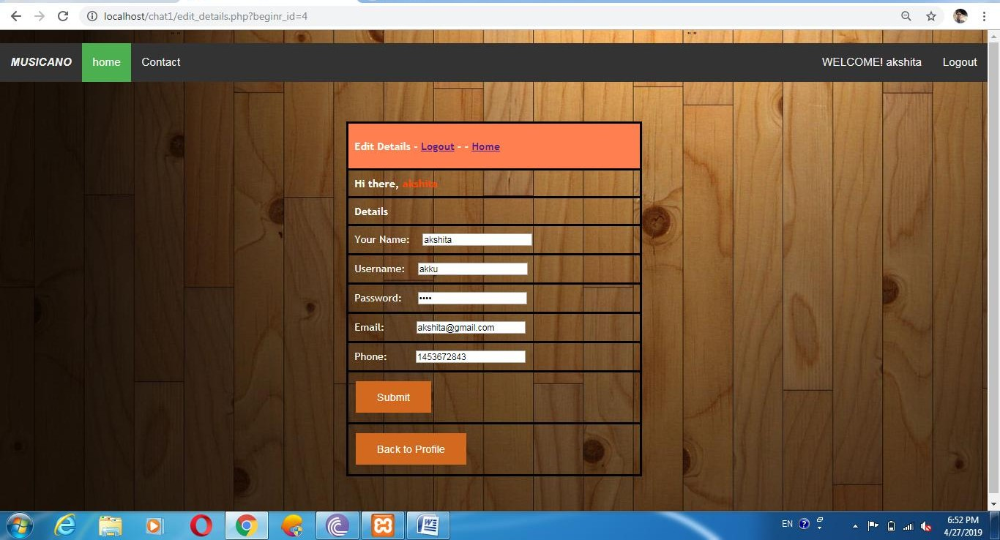 localhost/chat1/edit_details.php?beginr_id=4
" " " "
MUSICANO home Contact WELCOME! akshita Logout
Edit Details - Logout - - Home
Hi there, akshita
Details
Your Name: akshita
Username: akku
Password: ••••
Email: akshita@gmail.com
Phone: 1453672843
Submit
Back to Profile
EN 6:52 PM
4/27/2019